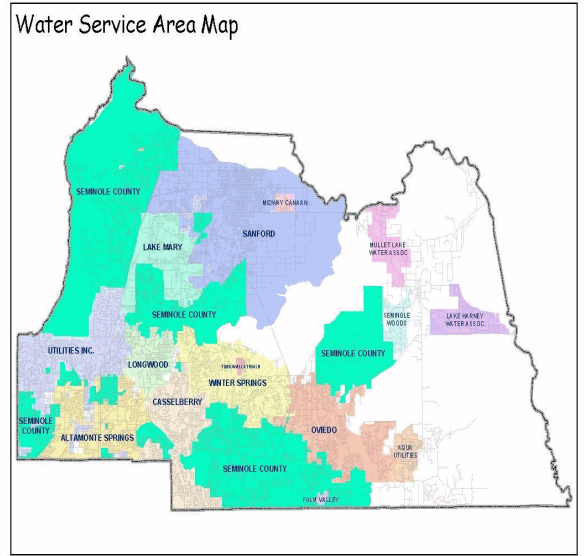 Water Service Area Map
SEMINOLE COUNTY
MIDWAY CANAAN
SANFORD
LAKE MARY
MULLET LAKE
WATER ASSOC
SEMINOLE COUNTY
SEMINOLE
WOODS
LAKE HARNEY
WATER ASSOC
UTILITIES INC.
SEMINOLE COUNTY
LONGWOOD
WINTER SPRINGS
CASSELBERRY
SEMINOLE
COUNTY
ALTAMONTE SPRINGS
OVIEDO
AQUA
UTILITIES
SEMINOLE COUNTY
PALM VALLEY